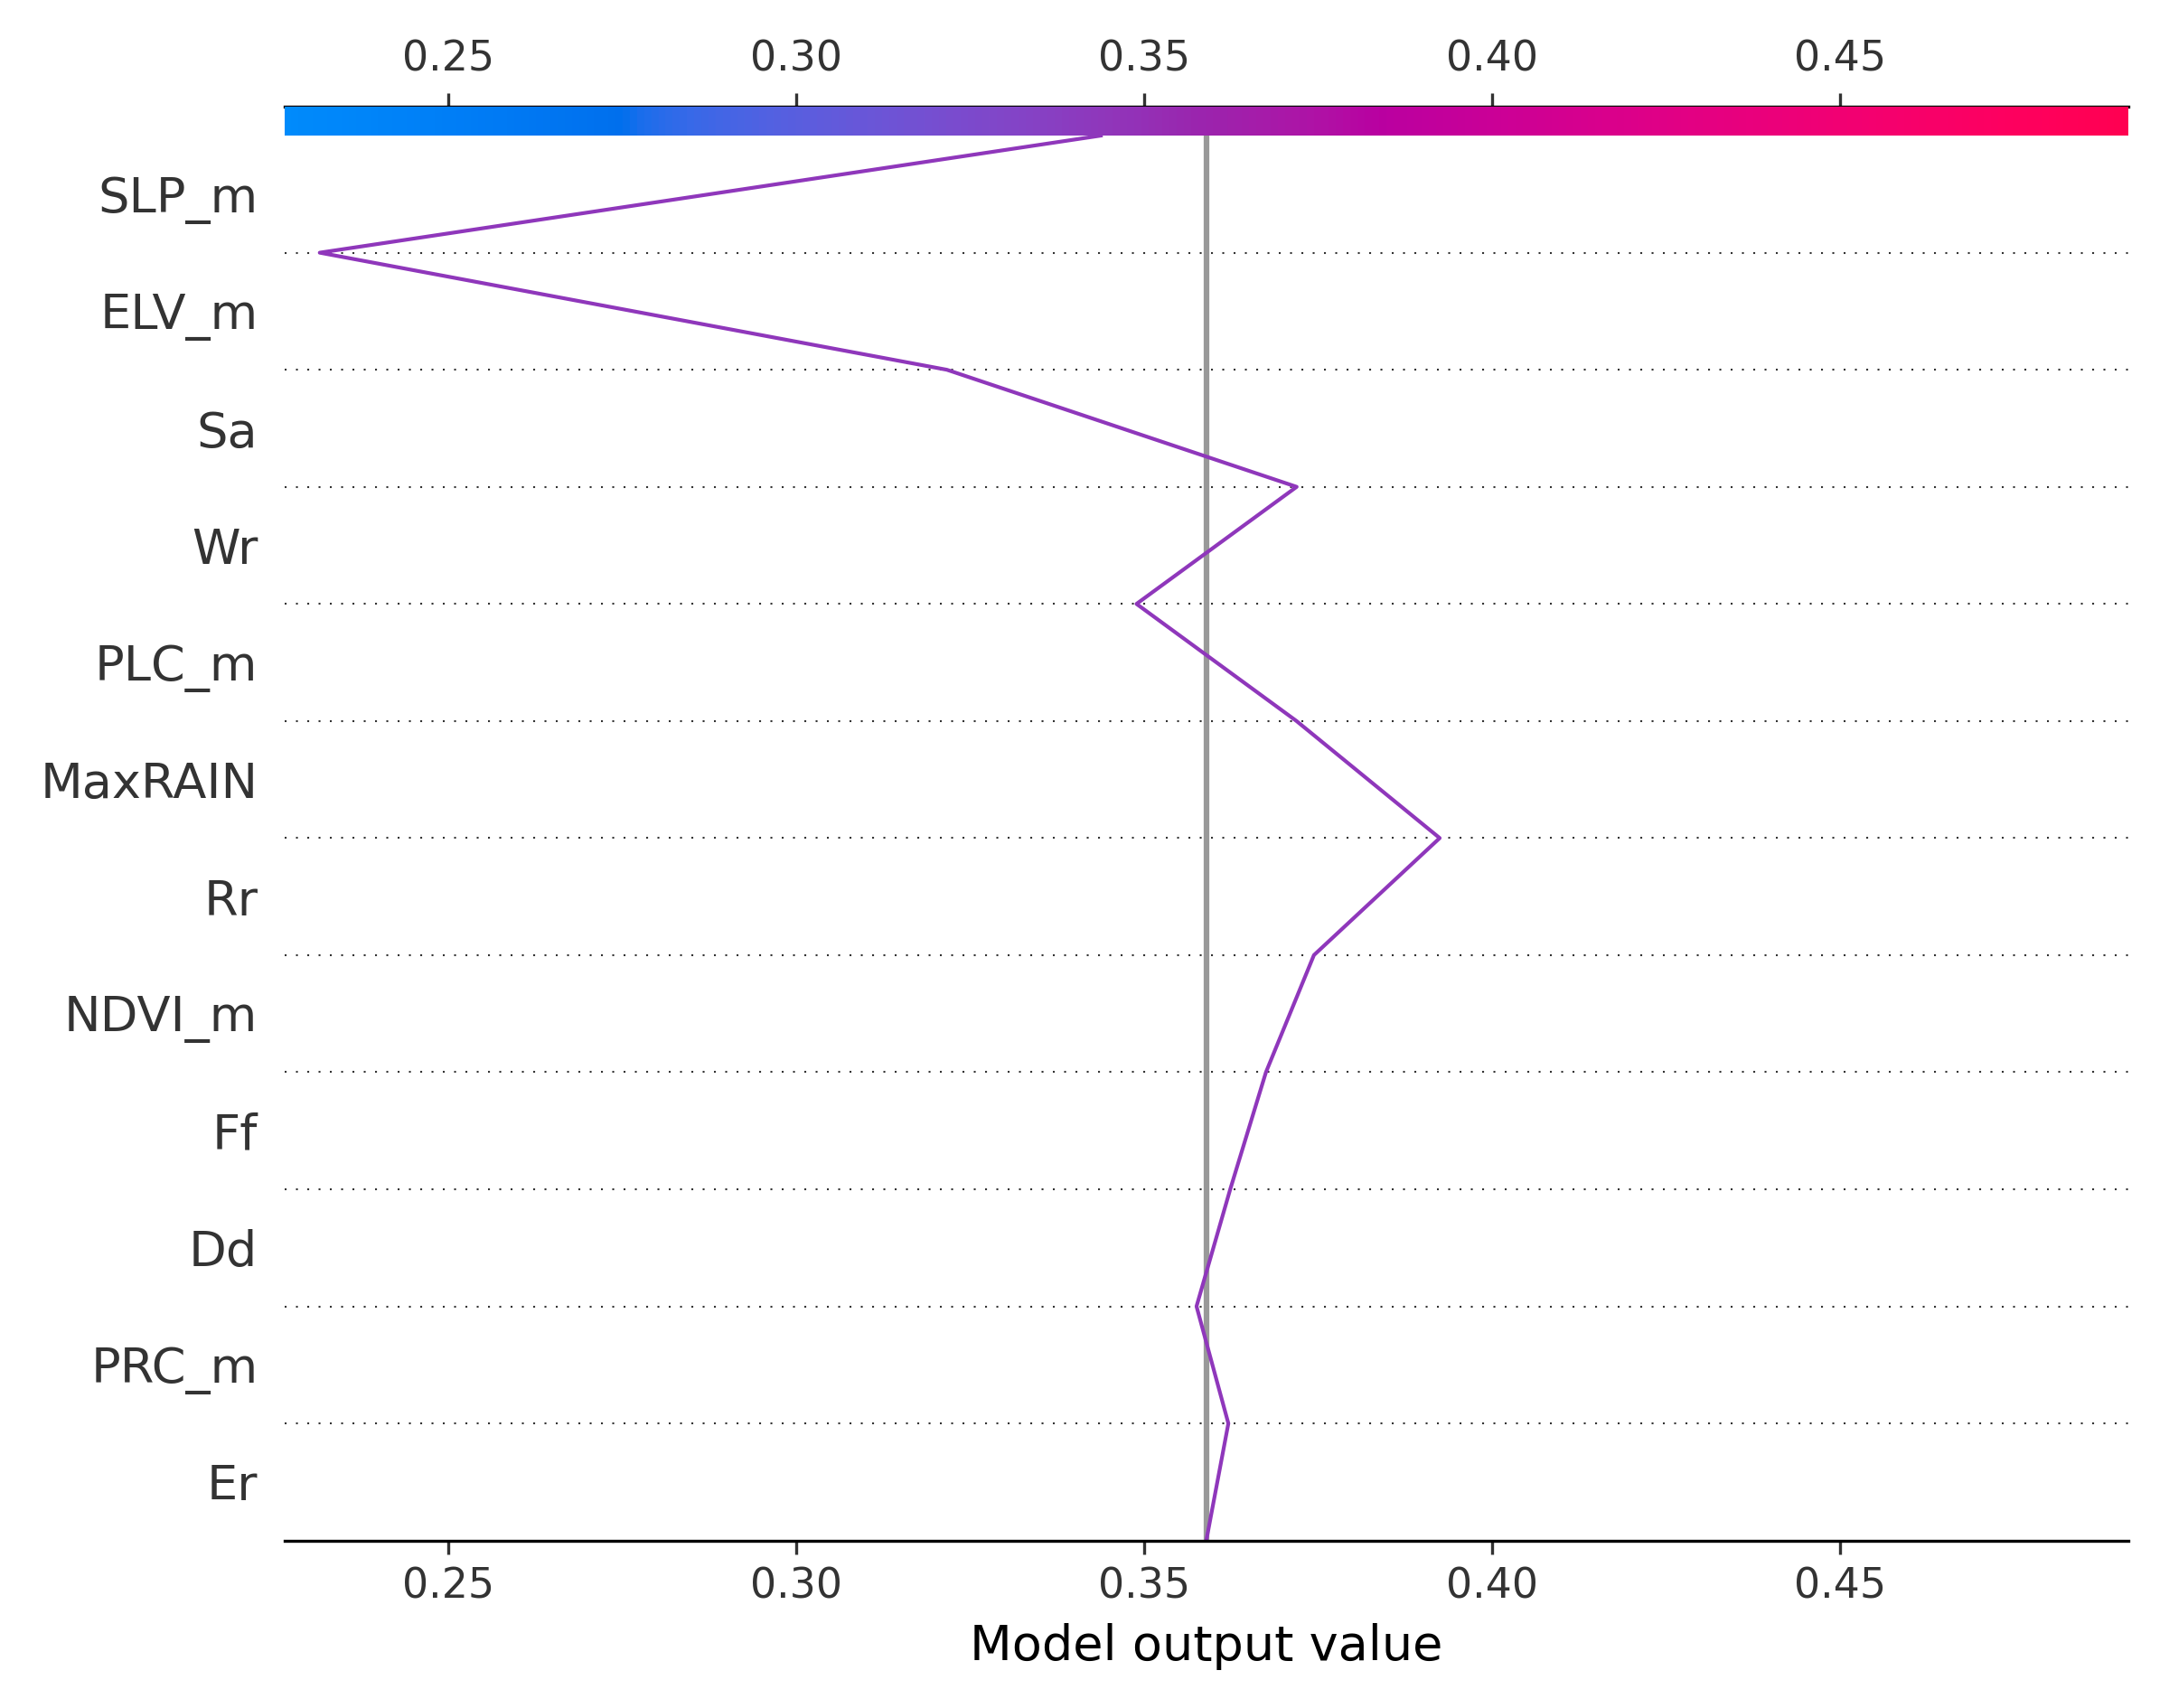 0.25 0.30 0.35 0.40 0.45
SLP_m
ELV_m
Sa
Wr
PLC_m
MaxRAIN
Rr
NDVI_m
Ff
Dd
PRC_m
Er
0.25 0.30 0.35 0.40 0.45
Model output value